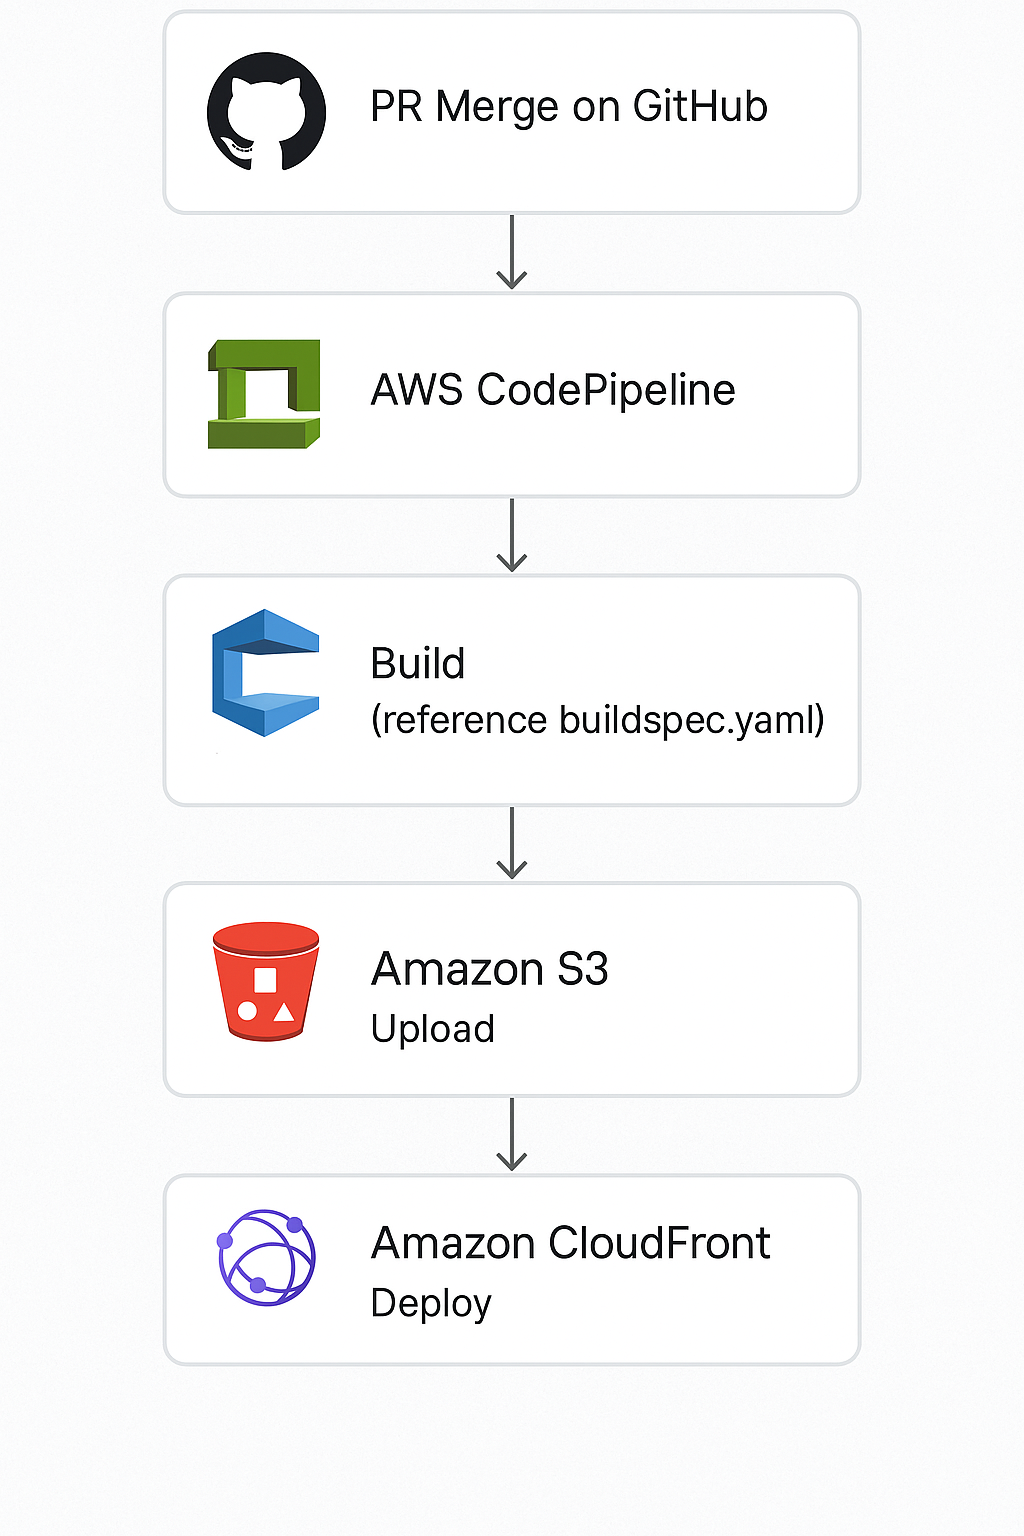 PR Merge on GitHub
AWS CodePipeline
Build
(reference buildspec.yaml)
Amazon S3
Upload
Amazon CloudFront
Deploy